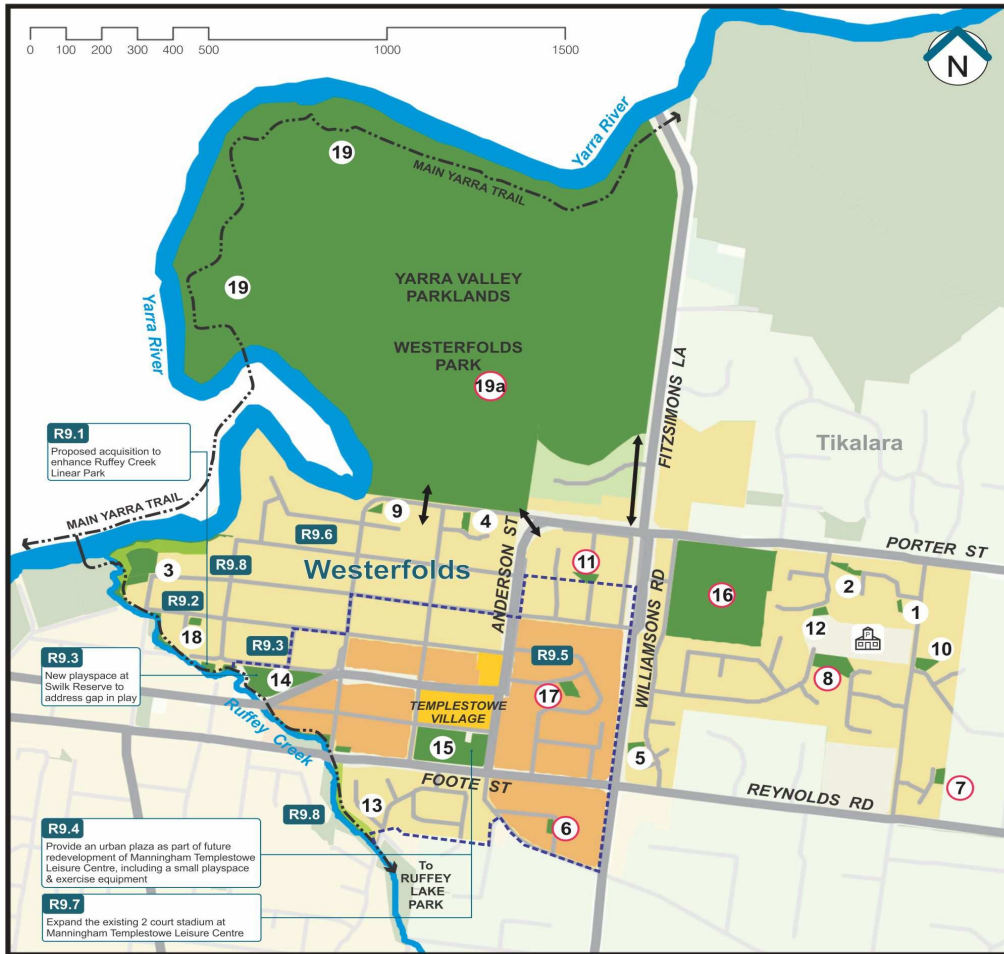 0 100 200 300 400 500 1000 1500
N
Yarra River
19
MAIN YARRA TRAIL
YARRA VALLEY
PARKLANDS
19
Yarra River
WESTERFOLDS
PARK
19a
FITZSIMONS LA
Tikalara
R9.1
Proposed acquisition to
enhance Ruffey Creek
Linear Park
MAIN YARRA TRAIL
9
4
R9.6
ANDERSON ST
PORTER ST
R9.8
Westerfolds
3
11
16
2
1
R9.2
12
P
18
R9.3
R9.5
WILLIAMSONS RD
10
8
R9.3
New playspace at
Swilk Reserve to
address gap in play
14
17
TEMPLESTOWE
VILLAGE
Ruffey Creek
15
5
FOOTE ST
REYNOLDS RD
7
13
R9.8
6
R9.4
Provide an urban plaza as part of future
redevelopment of Manningham Templestowe
Leisure Centre, including a small playspace
& exercise equipment
To
RUFFEY
LAKE
PARK
R9.7
Expand the existing 2 court stadium at
Manningham Templestowe Leisure Centre